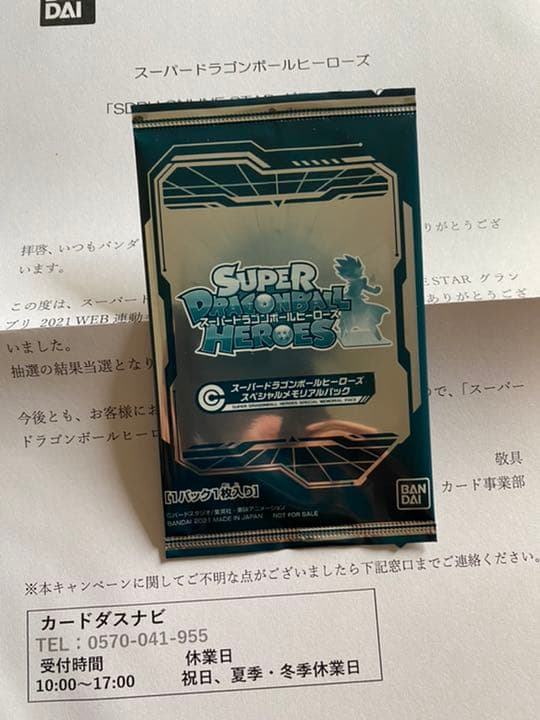 DAI
スーパードラゴンボールヒーローズ
拝啓、いつもバンダ
りがとうござ
います。
この度は、スーパード
ESTAR グラン
プリ 2021 WEB 連動キ
ありがとうござ
いました。
抽選の結果当選となり
ので、「スーパー
今後とも、お客様にお
ドラゴンボールヒーロ
敬具
カード事業部
SUPER
DRAGONBALL
スーパードラゴンボールヒーローズ
HEROES
スーパードラゴンボールヒーローズ
スペシャルメモリアルパック
SUPER DRAGONBALL HEROES SPECIAL MEMORIAL PACK
[1パック1枚入り]
©バードスタジオ/集英社・東映アニメーション
BANDAI 2021 MADE IN JAPAN NOT FOR SALE
BAN
DAI
※本キャンペーンに関してご不明な点がございましたら下記窓口までご連絡ください。
カードダスナビ
TEL：0570-041-955
受付時間 休業日
10:00〜17:00 祝日、夏季・冬季休業日